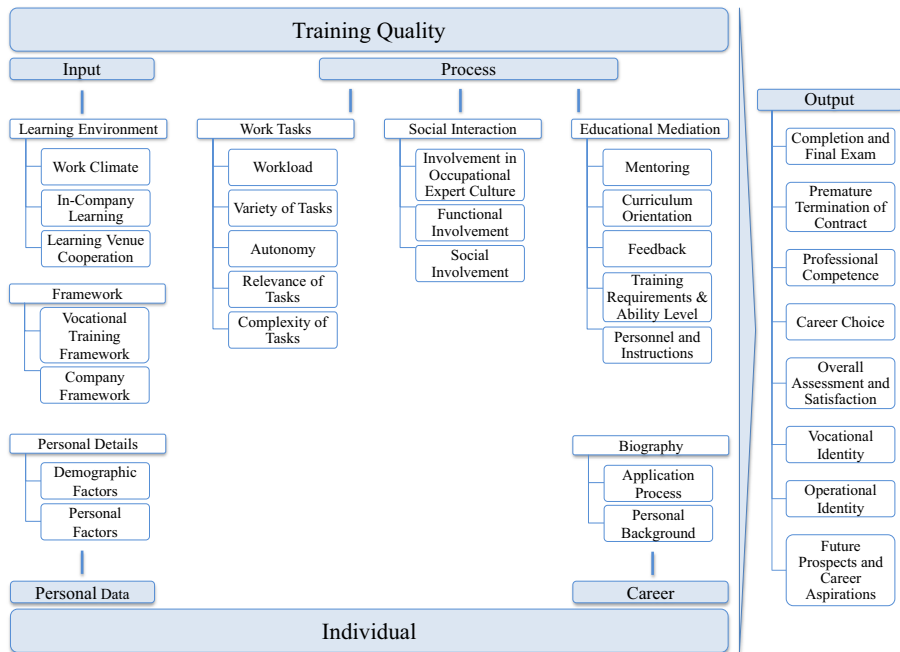 Training Quality
Input
Process
Learning Environment
Work Climate
In-Company
Learning
Learning Venue
Cooperation
Framework
Vocational
Training
Framework
Company
Framework
Work Tasks
Workload
Variety of Tasks
Autonomy
Relevance of
Tasks
Complexity of
Tasks
Social Interaction
Involvement in
Occupational
Expert Culture
Functional
Involvement
Social
Involvement
Educational Mediation
Mentoring
Curriculum
Orientation
Feedback
Training
Requirements &
Ability Level
Personnel and
Instructions
Personal Details
Demographic
Factors
Personal
Factors
Personal Data
Biography
Application
Process
Personal
Background
Career
Individual
Output
Completion and
Final Exam
Premature
Termination of
Contract
Professional
Competence
Career Choice
Overall
Assessment and
Satisfaction
Vocational
Identity
Operational
Identity
Future
Prospects and
Career
Aspirations